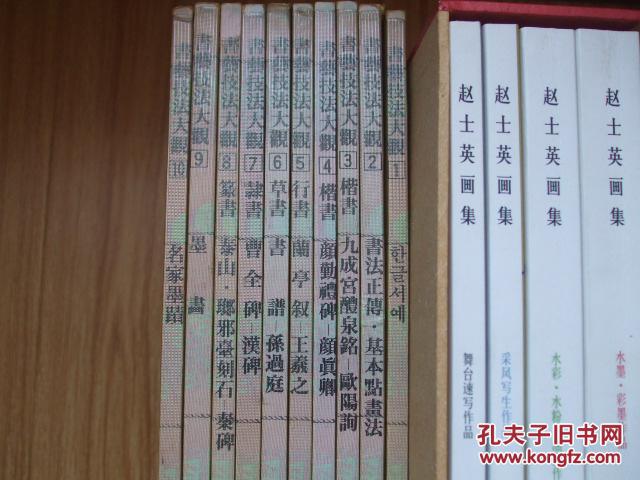 書藝技法大觀 10 名家墨蹟
書藝技法大觀 9 墨畫
書藝技法大觀 8 篆書 泰山·瑯邪臺刻石-秦碑
書藝技法大觀 7 隸書 曹全碑-漢碑
書藝技法大觀 6 草書 書譜-孫過庭
書藝技法大觀 5 行書 蘭亭叙-王羲之
書藝技法大觀 4 楷書 顔勤禮碑-顔眞卿
書藝技法大觀 3 楷書 九成宮醴泉銘-歐陽詢
書藝技法大觀 2 書法正傳·基本點畫法
書藝技法大觀 1 한글서예
赵士英画集 舞台速写作品
赵士英画集 采风写生作
赵士英画集 水彩·水粉
赵士英画集 水墨·彩墨
孔夫子旧书网
KONGFZ.COM